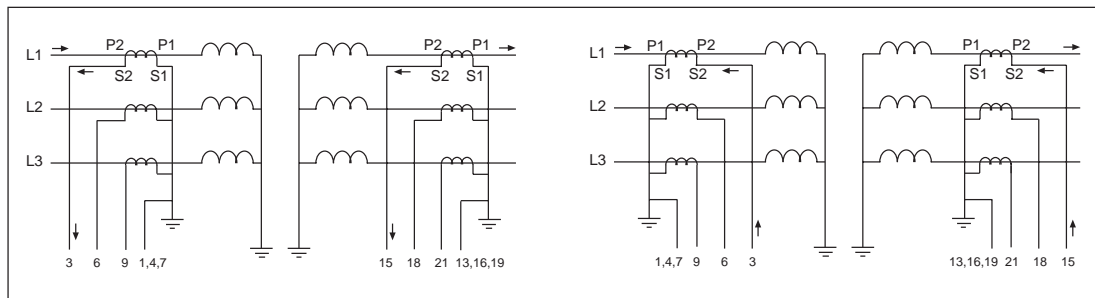 L1 P2 P1 P2 P1 L1 P1 P2 P1 P2
S2 S1 S2 S1 S1 S2 S1 S2
L2 L2
L3 L3
3 6 9 1,4,7 15 18 21 13,16,19 1,4,7 9 6 3 13,16,19 21 18 15